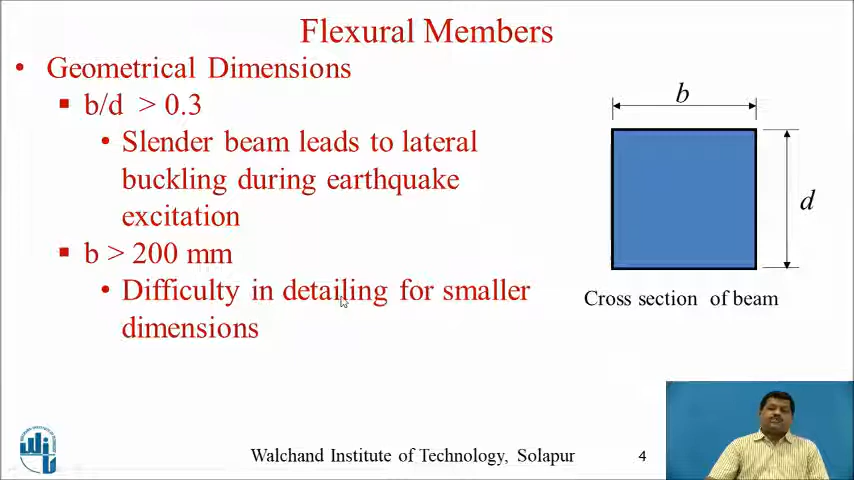 Flexural Members
• Geometrical Dimensions
▪ b/d > 0.3
• Slender beam leads to lateral
buckling during earthquake
excitation
▪ b > 200 mm
• Difficulty in detailing for smaller
dimensions
b
d
Cross section of beam
Walchand Institute of Technology, Solapur
4